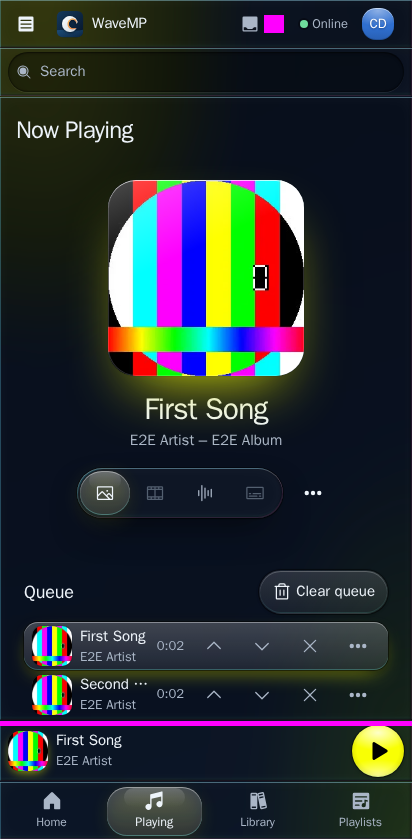 WaveMP
Online
CD
Search
Now Playing
First Song
E2E Artist – E2E Album
Queue
Clear queue
First Song
E2E Artist
0:02
Second ···
E2E Artist
0:02
First Song
E2E Artist
Home
Playing
Library
Playlists